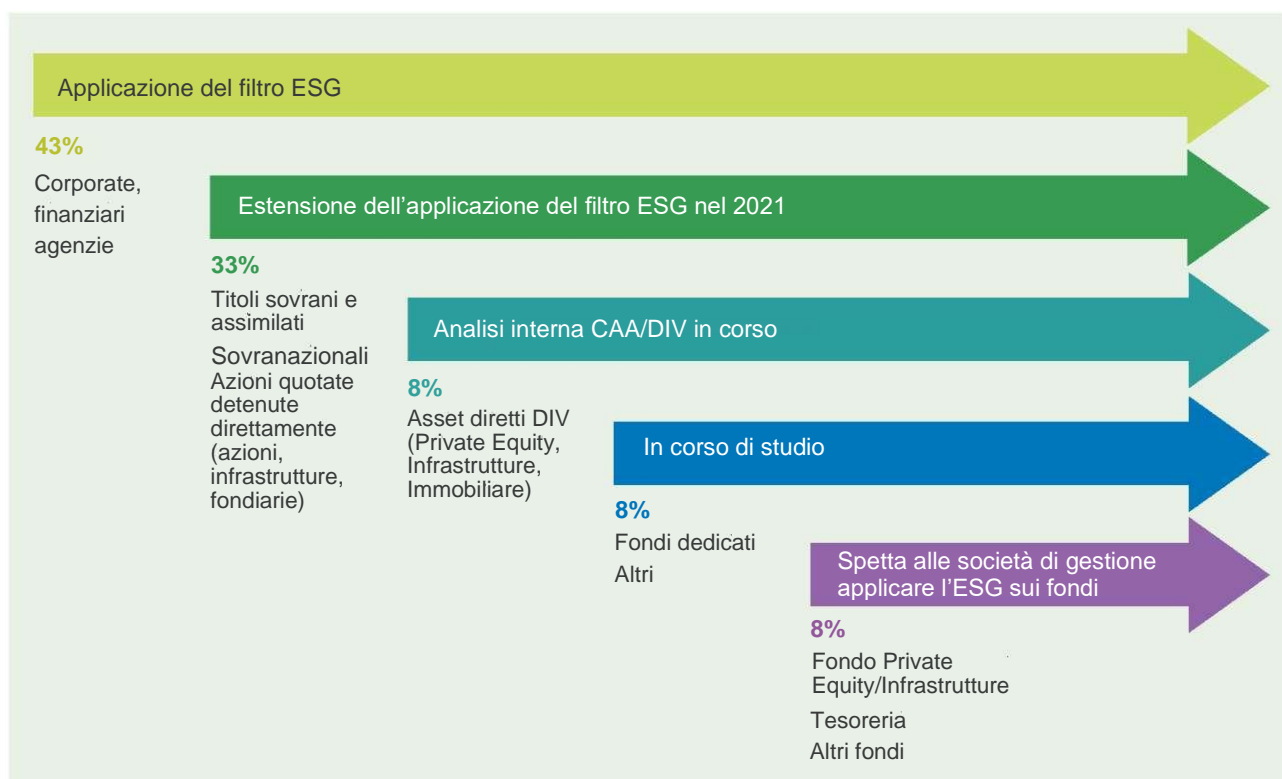 Applicazione del filtro ESG
43%
Corporate,
finanziari
agenzie
Estensione dell'applicazione del filtro ESG nel 2021
33%
Titoli sovrani e
assimilati
Sovranazionali
Azioni quotate
detenute
direttamente
(azioni,
infrastrutture,
fondiarie)
Analisi interna CAA/DIV in corso
8%
Asset diretti DIV
(Private Equity,
Infrastrutture,
Immobiliare)
In corso di studio
8%
Fondi dedicati
Altri
Spetta alle società di gestione
applicare l'ESG sui fondi
8%
Fondo Private
Equity/Infrastrutture
Tesoreria
Altri fondi